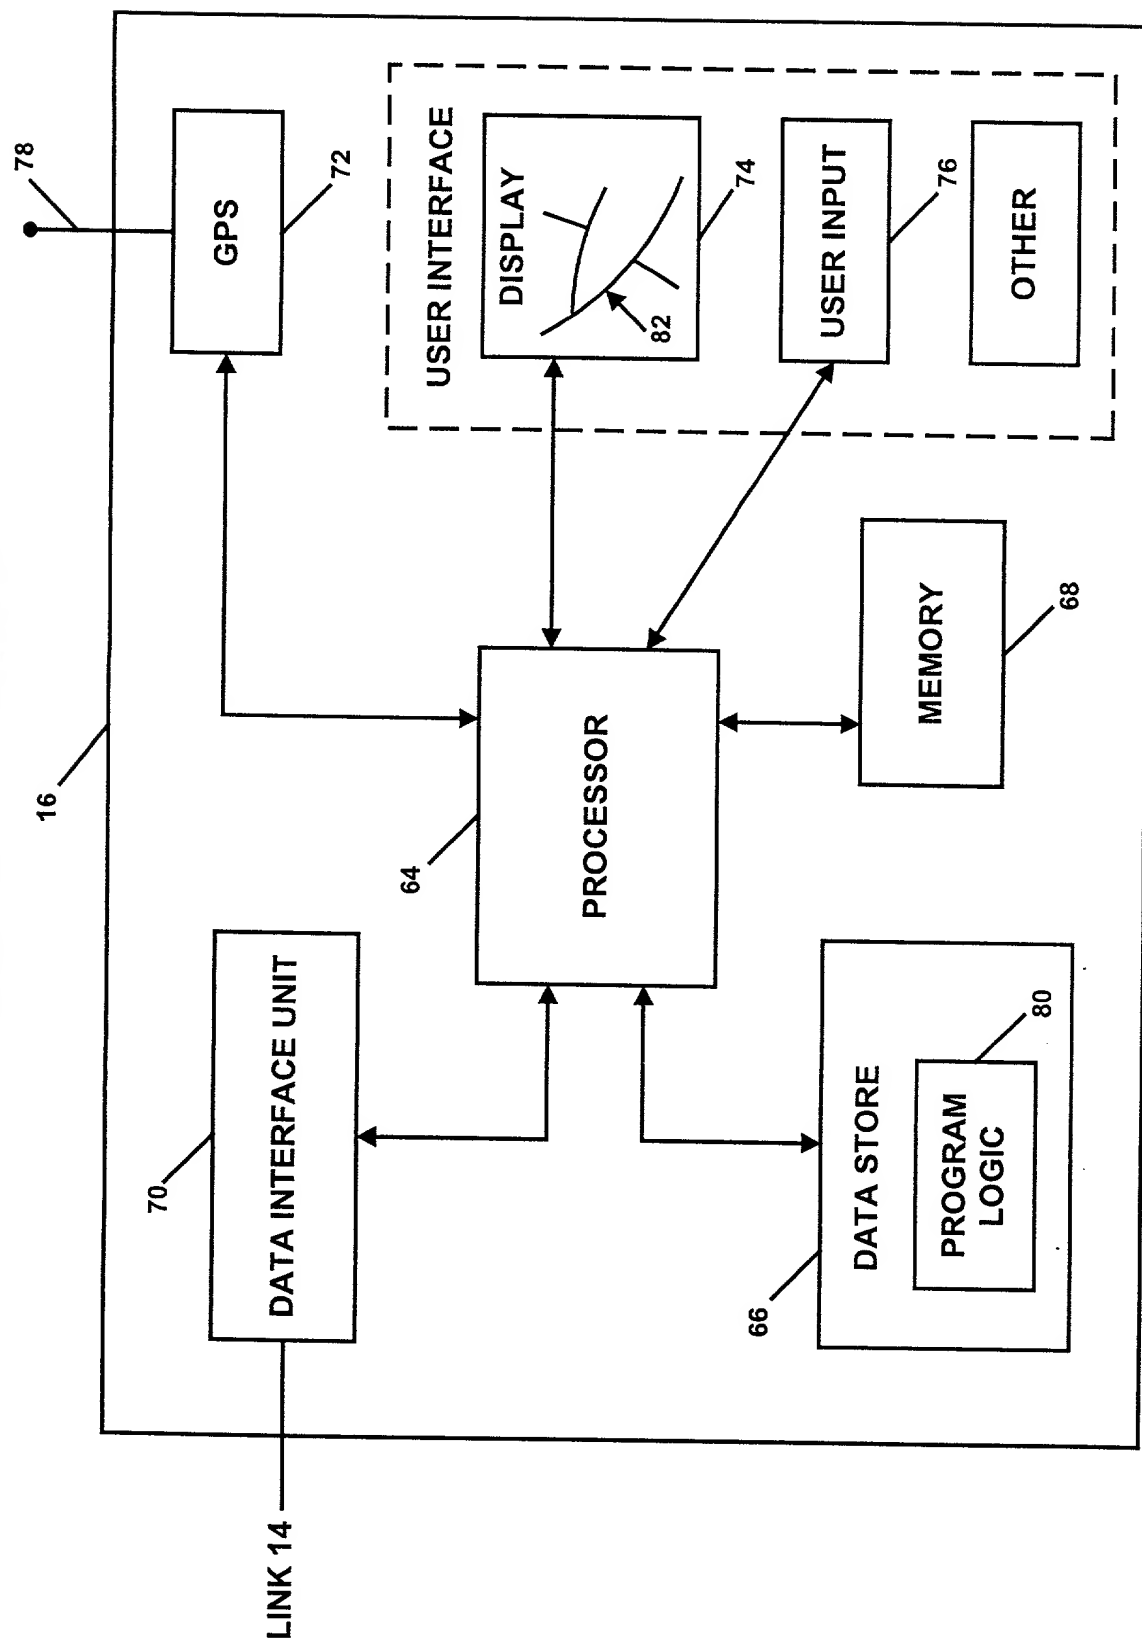 LINK 14
16
70
DATA INTERFACE UNIT
64
PROCESSOR
66
DATA STORE
PROGRAM
LOGIC
80
MEMORY
68
78
GPS
72
USER INTERFACE
DISPLAY
82
74
USER INPUT
76
OTHER